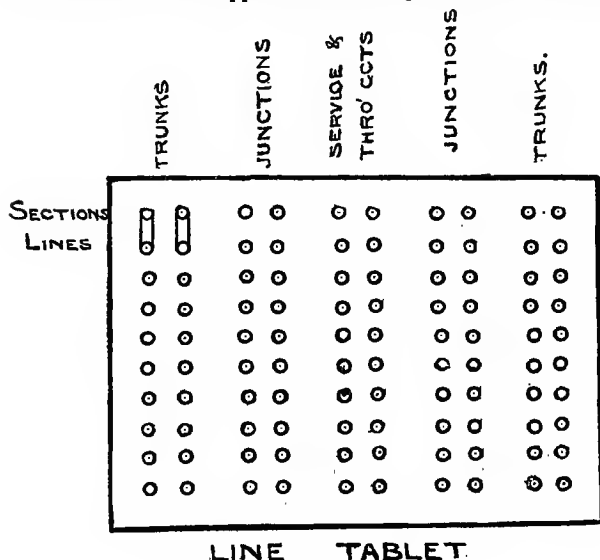 TRUNKS
JUNCTIONS
SERVICE &
THRO' CCTS
JUNCTIONS
TRUNKS.
SECTIONS
LINES
LINE TABLET